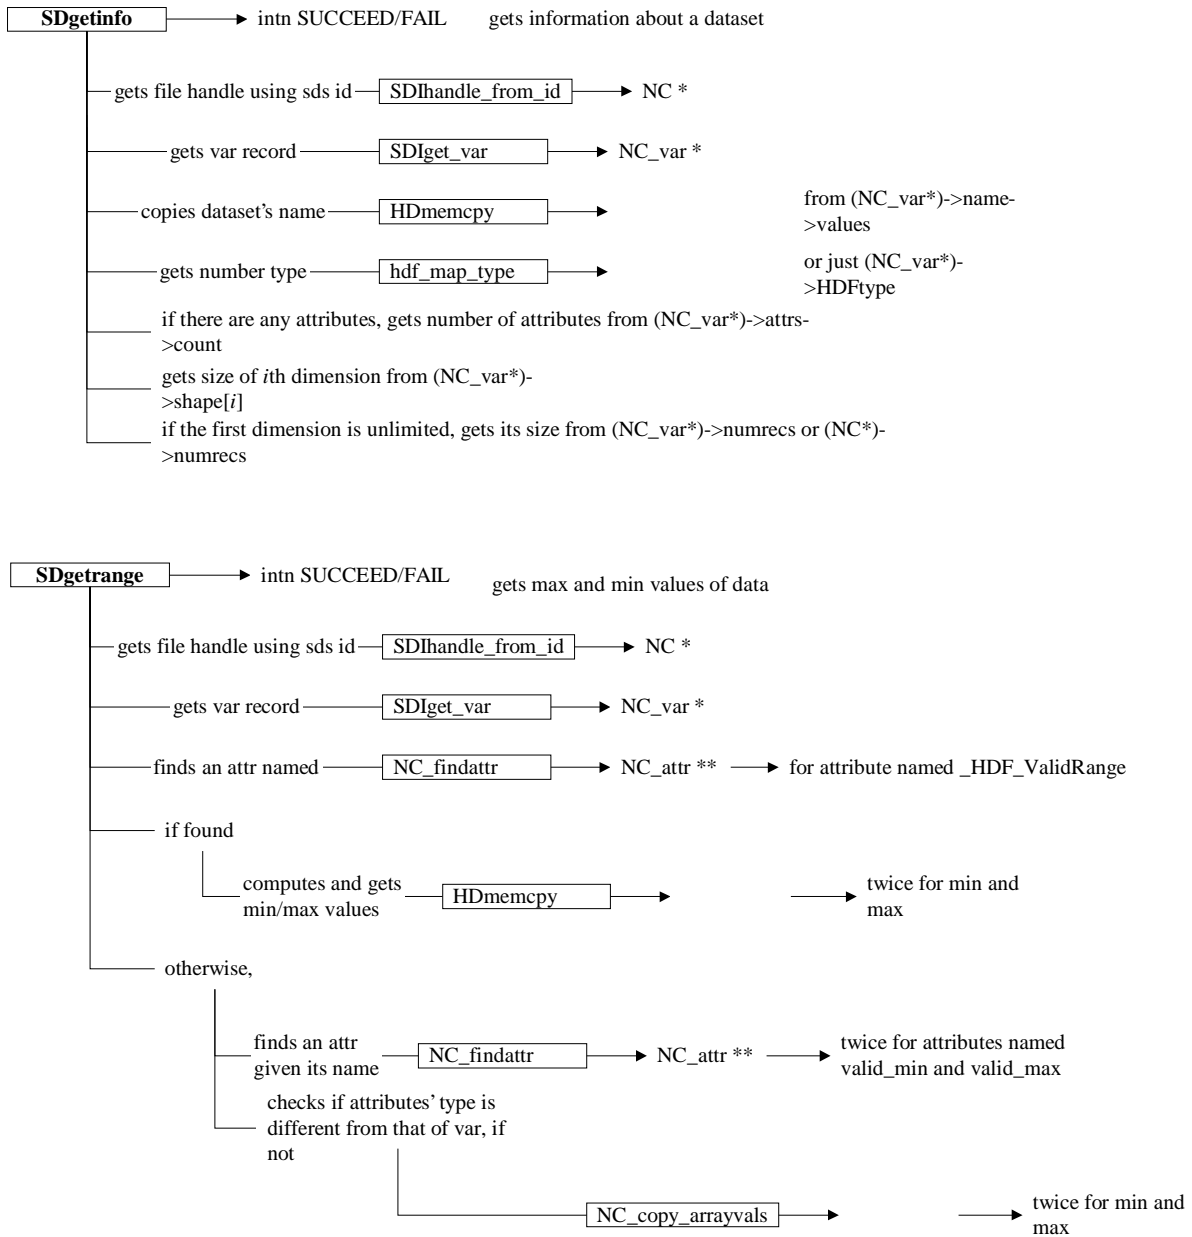 SDgetinfo intn SUCCEED/FAIL gets information about a dataset
gets file handle using sds id SDIhandle_from_id NC *
gets var record SDIget_var NC_var *
copies dataset's name HDmemcpy from (NC_var*)->name-
>values
gets number type hdf_map_type or just (NC_var*)-
>HDFtype
if there are any attributes, gets number of attributes from (NC_var*)->attrs-
>count
gets size of ith dimension from (NC_var*)-
>shape[i]
if the first dimension is unlimited, gets its size from (NC_var*)->numrecs or (NC*)-
>numrecs
SDgetrange intn SUCCEED/FAIL gets max and min values of data
gets file handle using sds id SDIhandle_from_id NC *
gets var record SDIget_var NC_var *
finds an attr named NC_findattr NC_attr ** for attribute named _HDF_ValidRange
if found
computes and gets
min/max values
HDmemcpy
twice for min and
max
otherwise,
finds an attr
given its name
NC_findattr NC_attr **
twice for attributes named
valid_min and valid_max
checks if attributes' type is
different from that of var, if
not
NC_copy_arrayvals
twice for min and
max